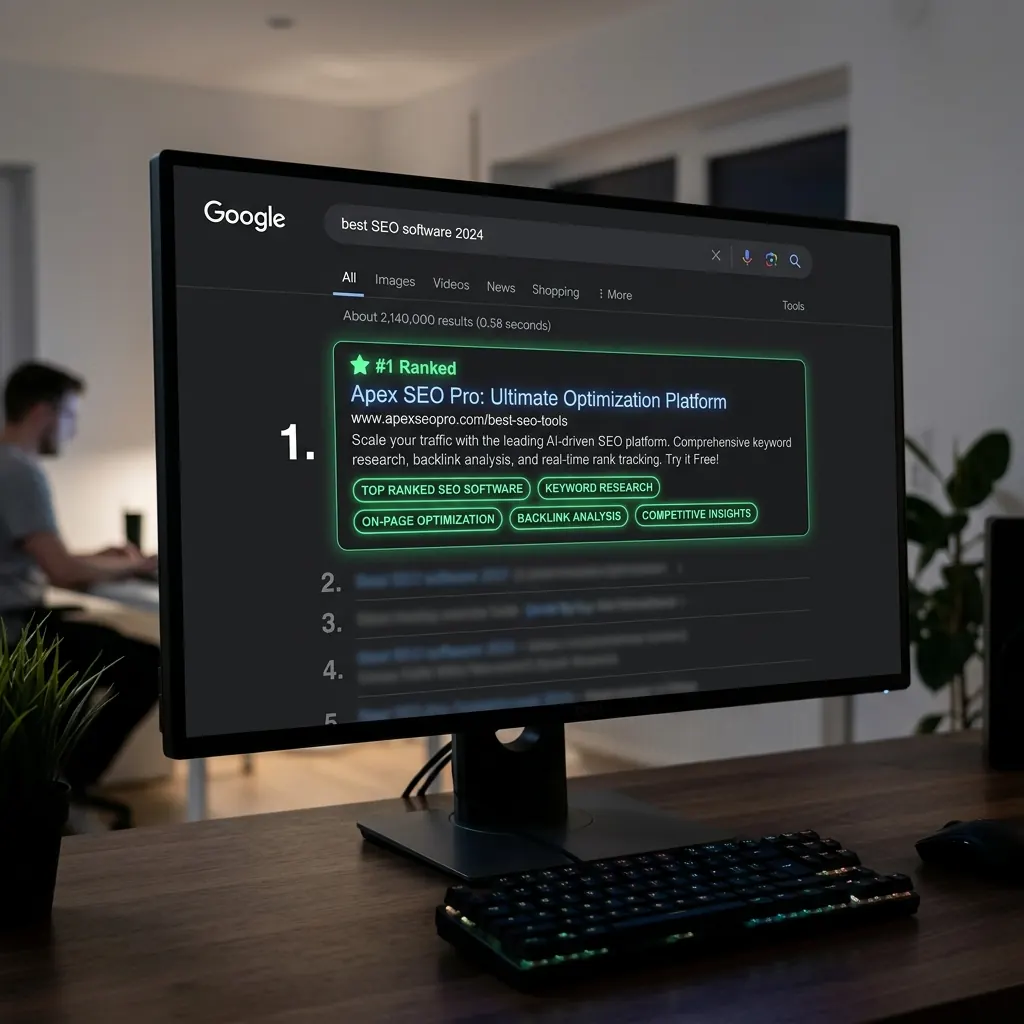 Google
best SEO software 2024
All Images Videos News Shopping More
Tools
About 2,140,000 results (0.58 seconds)
#1 Ranked
1.
Apex SEO Pro: Ultimate Optimization Platform
www.apexseopro.com/best-seo-tools
Scale your traffic with the leading AI-driven SEO platform. Comprehensive keyword
research, backlink analysis, and real-time rank tracking. Try it Free!
TOP RANKED SEO SOFTWARE KEYWORD RESEARCH
ON-PAGE OPTIMIZATION BACKLINK ANALYSIS COMPETITIVE INSIGHTS
2.
3.
4.
5